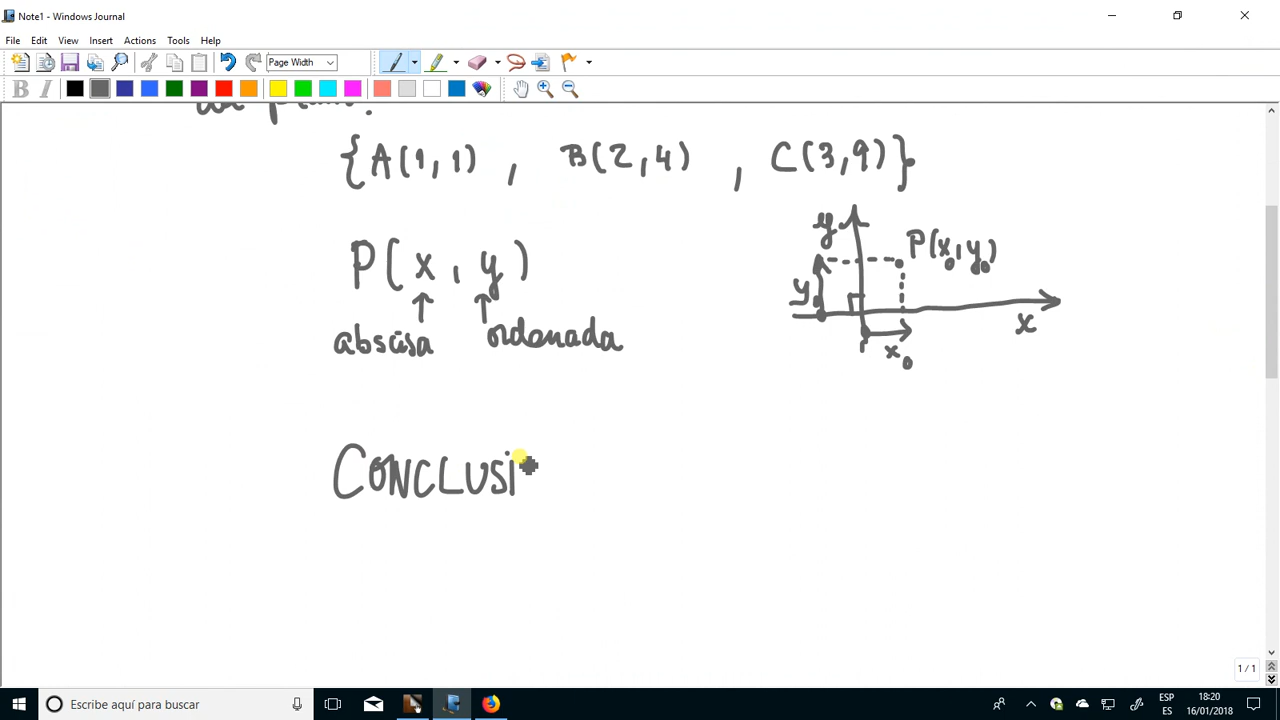 Note1 - Windows Journal
File Edit View Insert Actions Tools Help
Page Width
B I
{A(1,1) , B(2,4) , C(3,9)}.
y P(x₀,y₀)
P(x , y)
y₀
x
abscisa ordenada
x₀
CONCLUSI
1 / 1
Escribe aquí para buscar
ESP 18:20
ES 16/01/2018